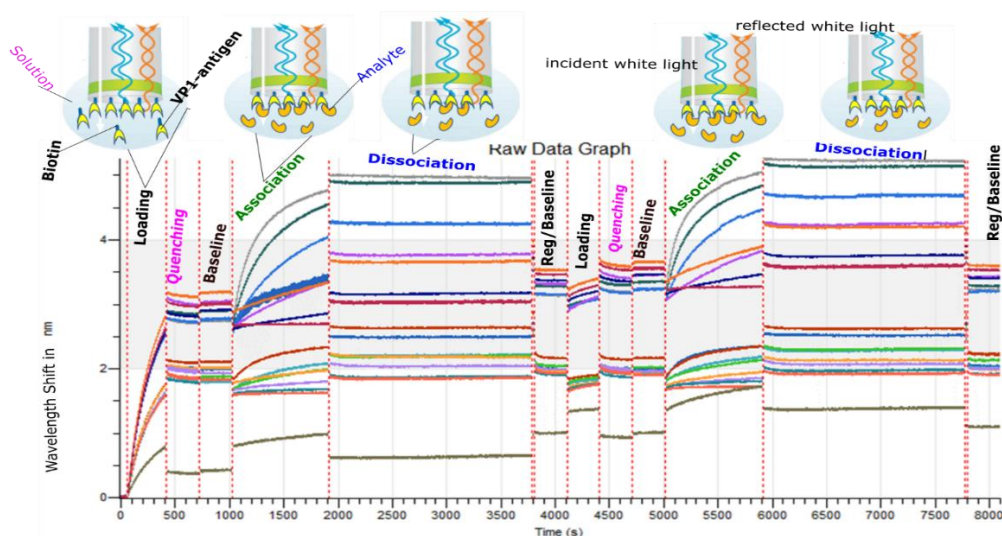 Solution
VP1-antigen
Analyte
incident white light
reflected white light
Biotin
Loading
Quenching
Baseline
Association
Dissociation
Raw Data Graph
Reg/Baseline
Loading
Quenching
Baseline
Association
Dissociation
Reg/Baseline
Wavelength Shift in nm
4
2
0
0 500 1000 1500 2000 2500 3000 3500 4000 4500 5000 5500 6000 6500 7000 7500 8000
Time (s)